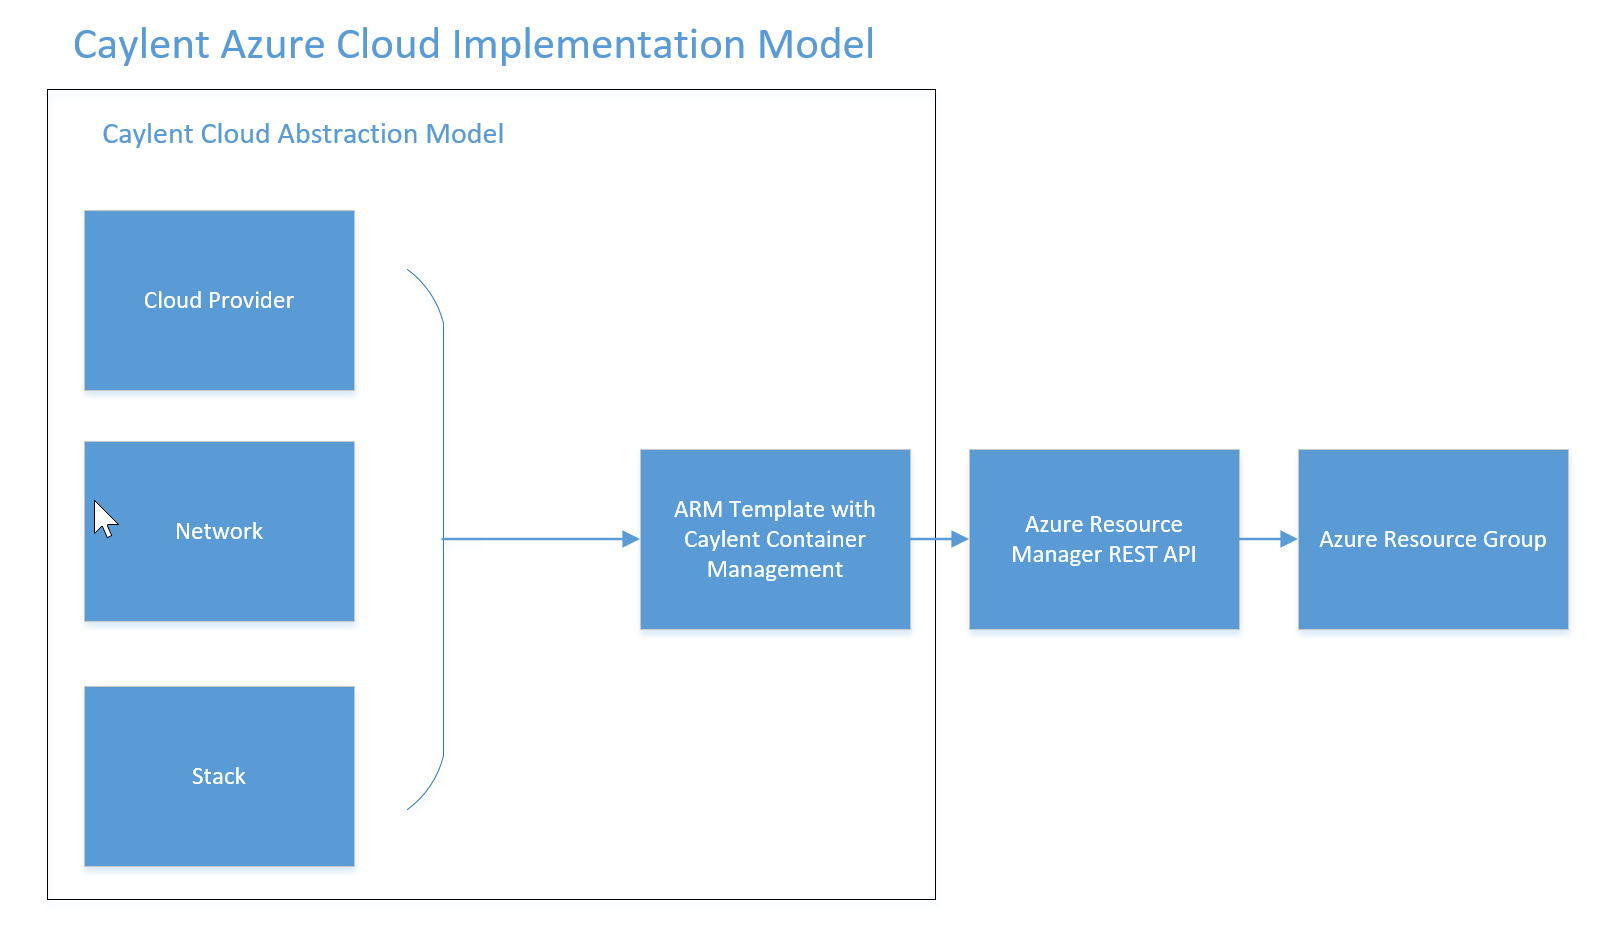 Caylent Azure Cloud Implementation Model
Caylent Cloud Abstraction Model
Cloud Provider
Network
Stack
ARM Template with
Caylent Container
Management
Azure Resource
Manager REST API
Azure Resource Group